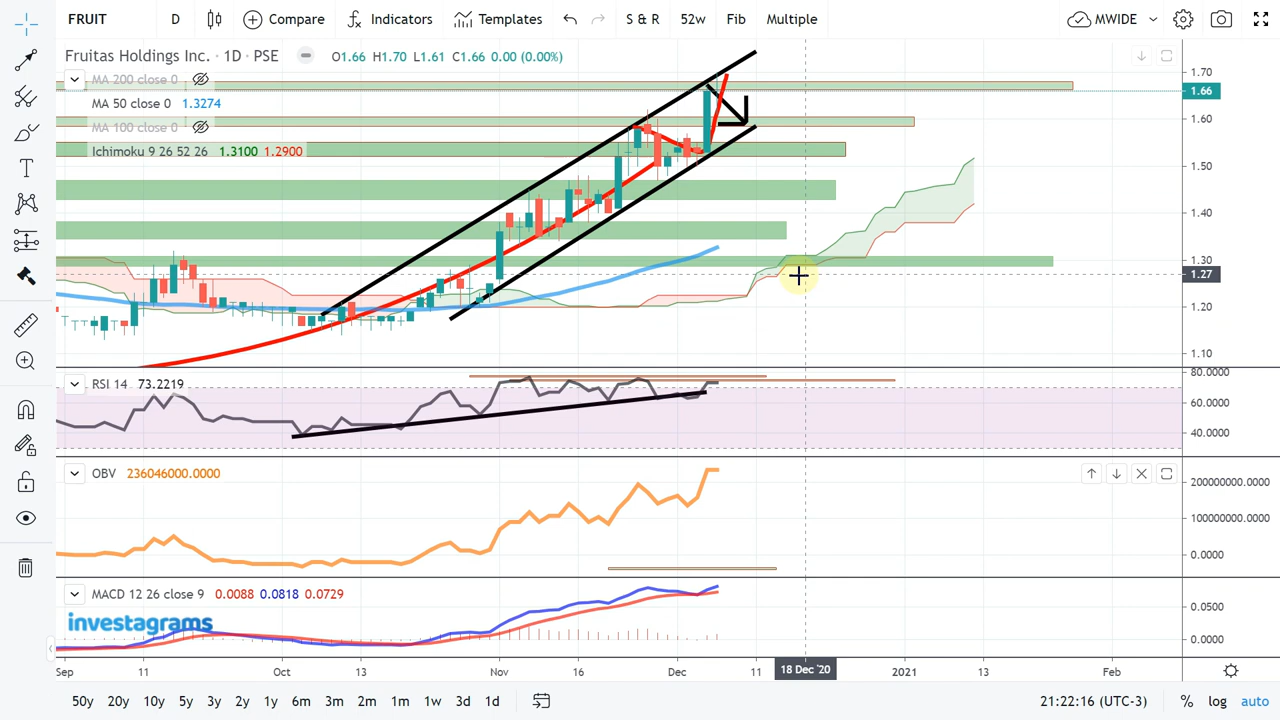 FRUIT D Compare Indicators Templates S & R 52w Fib Multiple MWIDE
Fruitas Holdings Inc. · 1D · PSE O1.66 H1.70 L1.61 C1.66 0.00 (0.00%)
MA 200 close 0
MA 50 close 0 1.3274
MA 100 close 0
Ichimoku 9 26 52 26 1.3100 1.2900
1.70
1.66
1.60
1.50
1.40
1.30
1.27
1.20
1.10
RSI 14 73.2219
80.0000
60.0000
40.0000
OBV 236046000.0000
200000000.0000
100000000.0000
0.0000
MACD 12 26 close 9 0.0088 0.0818 0.0729
0.0500
0.0000
investagrams
Sep 11 Oct 13 Nov 16 Dec 11 18 Dec '20 2021 13 Feb
50y 20y 10y 5y 3y 2y 1y 6m 3m 2m 1m 1w 3d 1d 21:22:16 (UTC-3) % log auto